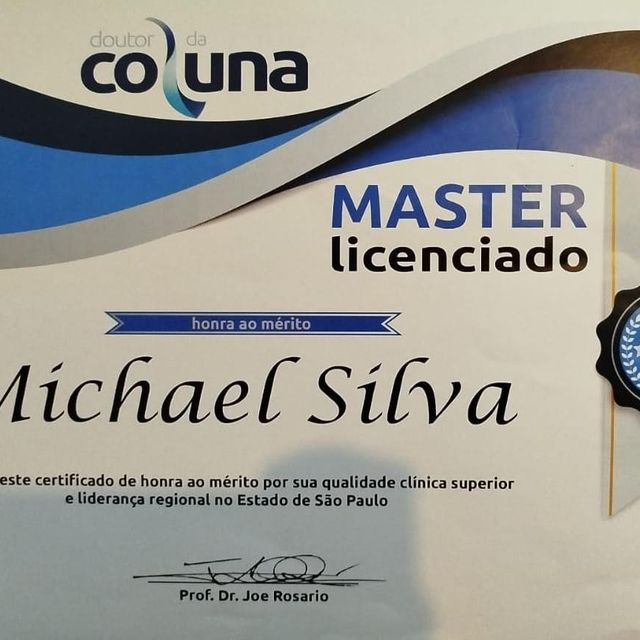 doutor da
coluna
MASTER
licenciado
honra ao mérito
Michael Silva
este certificado de honra ao mérito por sua qualidade clínica superior
e liderança regional no Estado de São Paulo
Prof. Dr. Joe Rosario